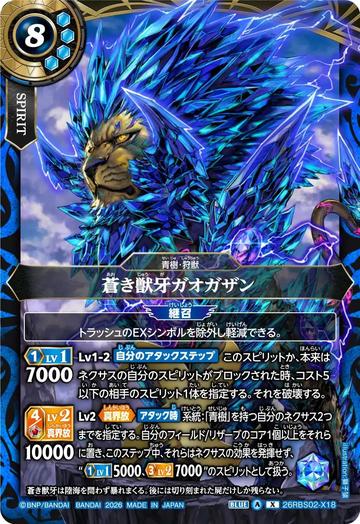 8
SPIRIT
青樹・狩獣
蒼き獣牙ガオガザン
継召
トラッシュのEXシンボルを除外し軽減できる。
1 LV1 7000
Lv1-2 自分のアタックステップ このスピリットか、本来は
ネクサスの自分のスピリットがブロックされた時、コスト5
以下の相手のスピリット1体を指定する。それを破壊する。
4 LV2 真界放 10000
Lv2 真界放 アタック時 系統:「青樹」を持つ自分のネクサス2つ
までを指定する。自分のフィールド/リザーブのコア1個以上をそれら
に置き、このステップ中、それらはネクサスの効果を発揮せず、
"1 LV1 5000、3 LV2 7000"のスピリットとして扱う。
蒼き獣牙は陸海を問わず暴れまくる。後には切り刻まれた屍だけしか残らない。
©BNP/BANDAI BANDAI 2026 MADE IN JAPAN
BLUE A X 26RBS02-X18